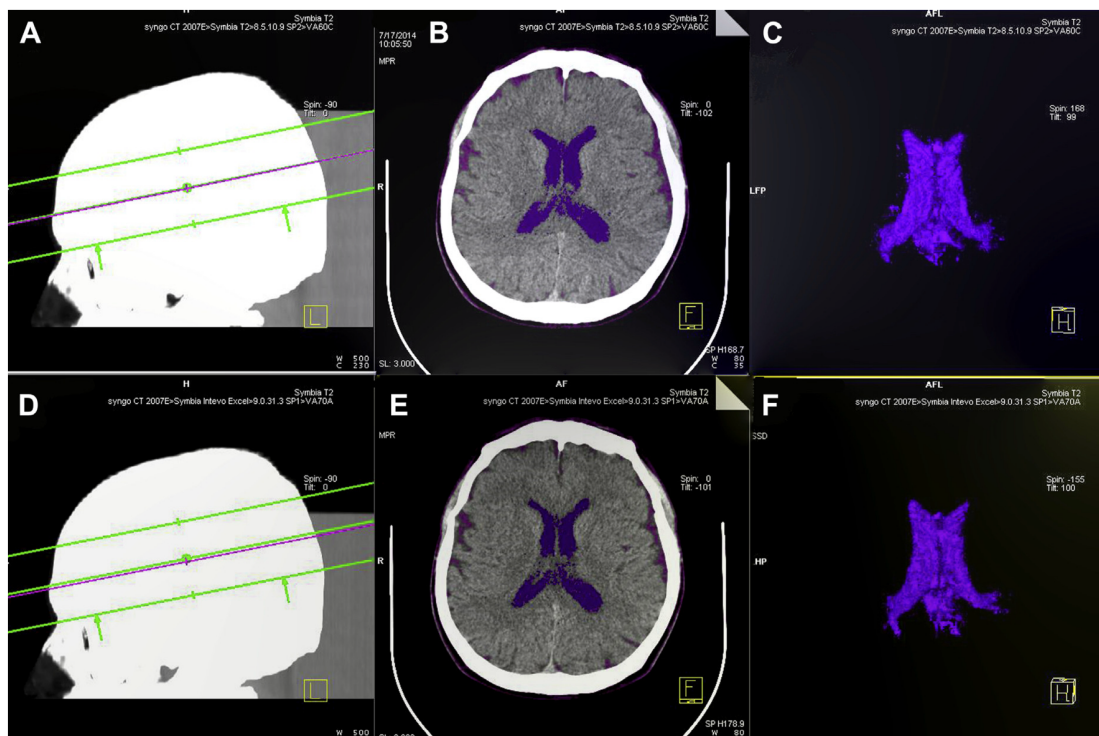 A
H
Symbia T2
syngo CT 2007E>Symbia T2>8.5.10.9 SP2>VA60C
Spin: -90
Tilt: 0
L
W 500
C 230
B
Symbia T2
syngo CT 2007E>Symbia T2>8.5.10.9 SP2>VA60C
7/17/2014
10:05:50
MPR
Spin: 0
Tilt: -102
R
F
SL: 3.000
SP H168.7
W 80
C 35
C
AFL
Symbia T2
syngo CT 2007E>Symbia T2>8.5.10.9 SP2>VA60C
Spin: 168
Tilt: 99
LFP
H
D
H
Symbia T2
syngo CT 2007E>Symbia Intevo Excel>9.0.31.3 SP1>VA70A
Spin: -90
Tilt: 0
L
W 500
E
AF
Symbia T2
syngo CT 2007E>Symbia Intevo Excel>9.0.31.3 SP1>VA70A
MPR
Spin: 0
Tilt: -101
R
F
SP H178.9
W 80
F
AFL
Symbia T2
syngo CT 2007E>Symbia Intevo Excel>9.0.31.3 SP1>VA70A
SSD
Spin: -155
Tilt: 100
HP
H